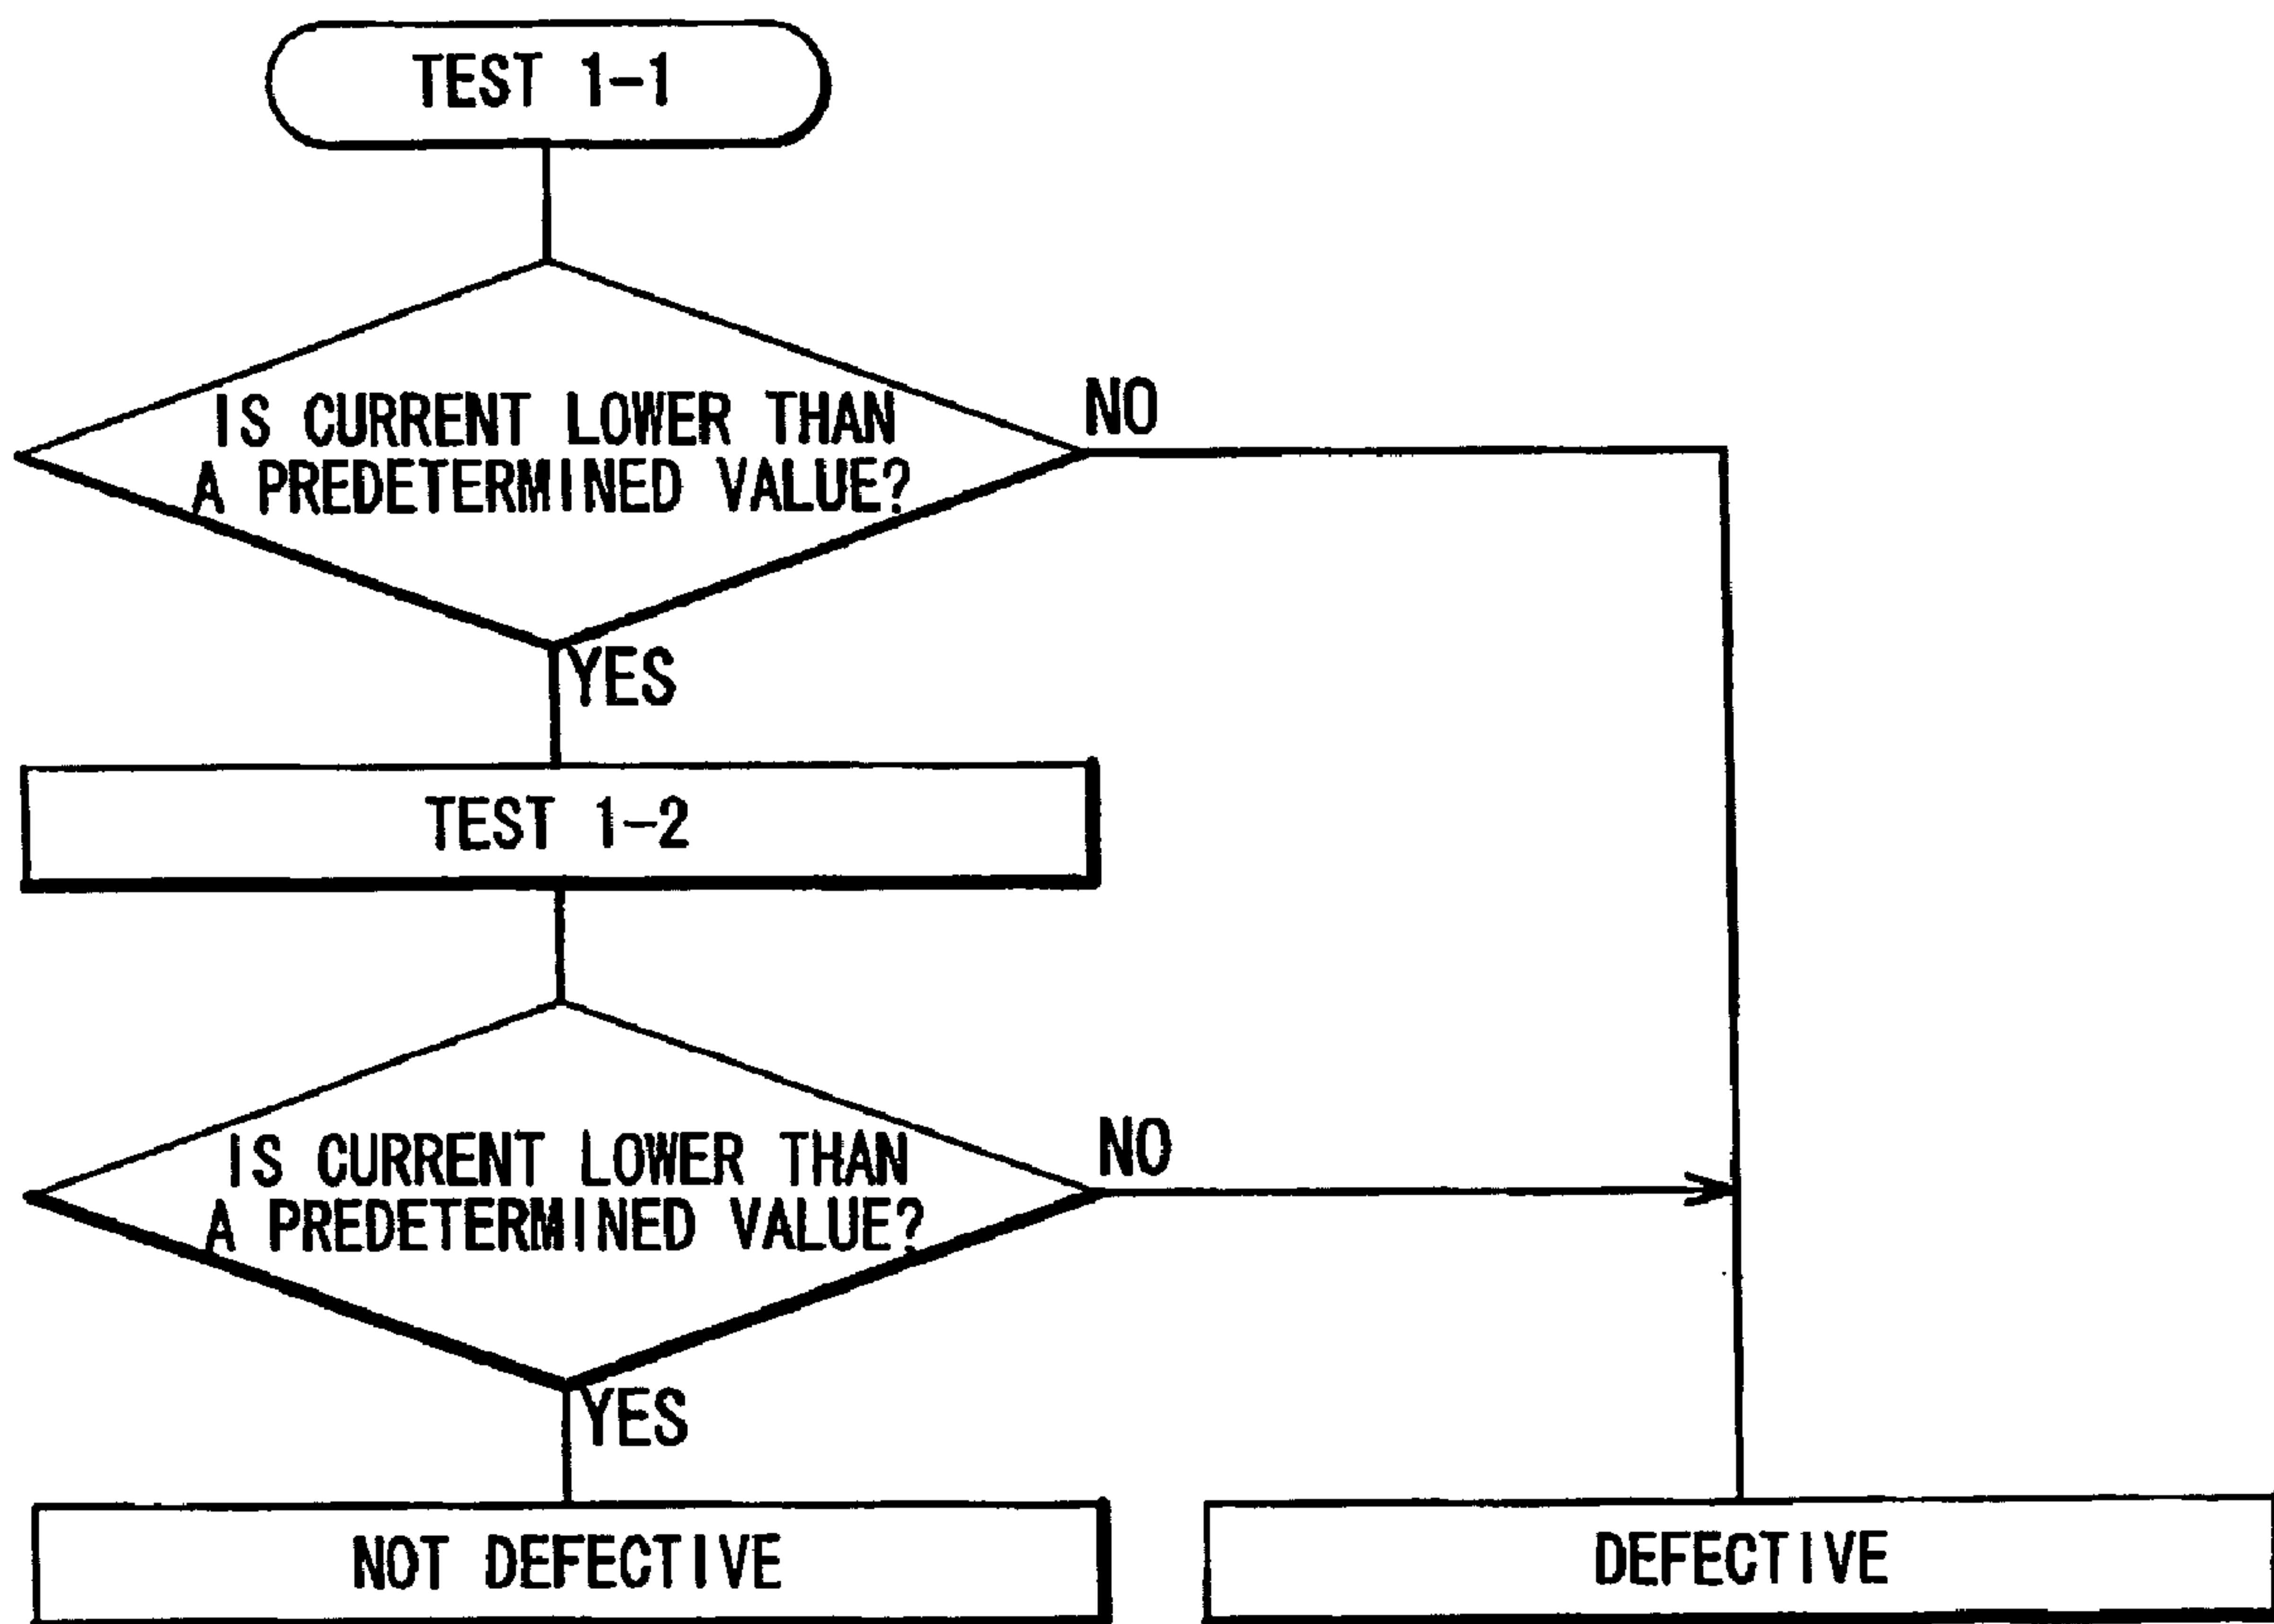 TEST 1-1
IS CURRENT LOWER THAN
A PREDETERMINED VALUE?
NO
YES
TEST 1-2
IS CURRENT LOWER THAN
A PREDETERMINED VALUE?
NO
YES
NOT DEFECTIVE
DEFECTIVE